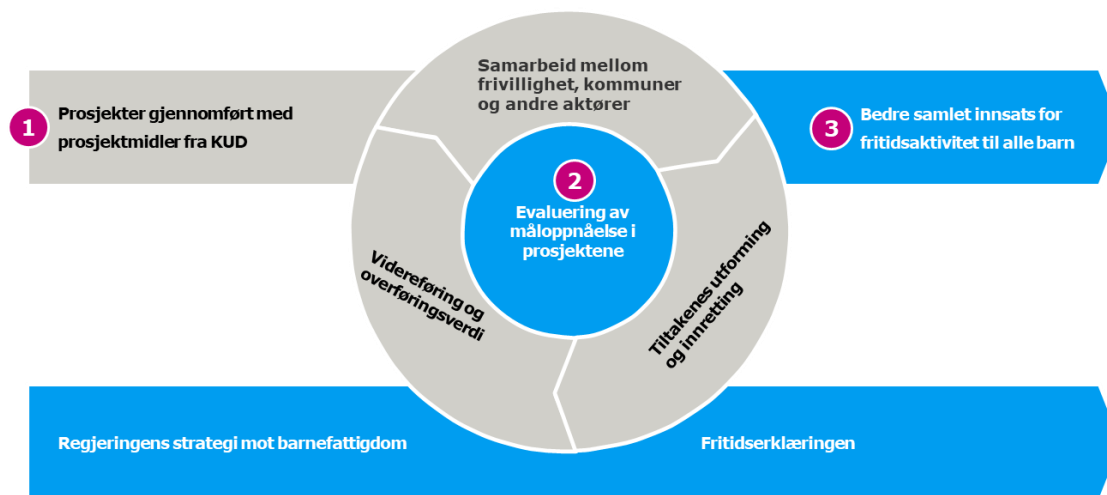 Samarbeid mellom
frivillighet, kommuner
og andre aktører
1
Prosjekter gjennomført med
prosjektmidler fra KUD
3
Bedre samlet innsats for
fritidsaktivitet til alle barn
2
Evaluering av
måloppnåelse i
prosjektene
Videreføring og
overføringsverdi
Tiltakenes utforming
og innretting
Regjeringens strategi mot barnefattigdom
Fritidserklæringen